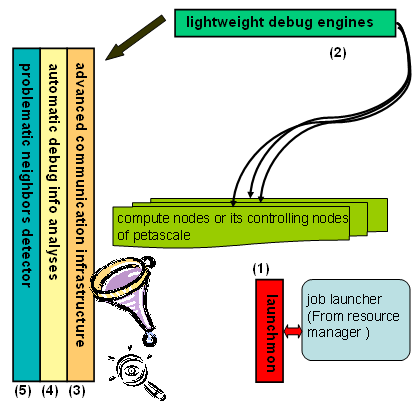 lightweight debug engines
(2)
problematic neighbors detector
automatic debug info analyses
advanced communication infrastructure
compute nodes or its controlling nodes
of petascale
(1)
launchmon
job launcher
(From resource
manager )
(5) (4) (3)